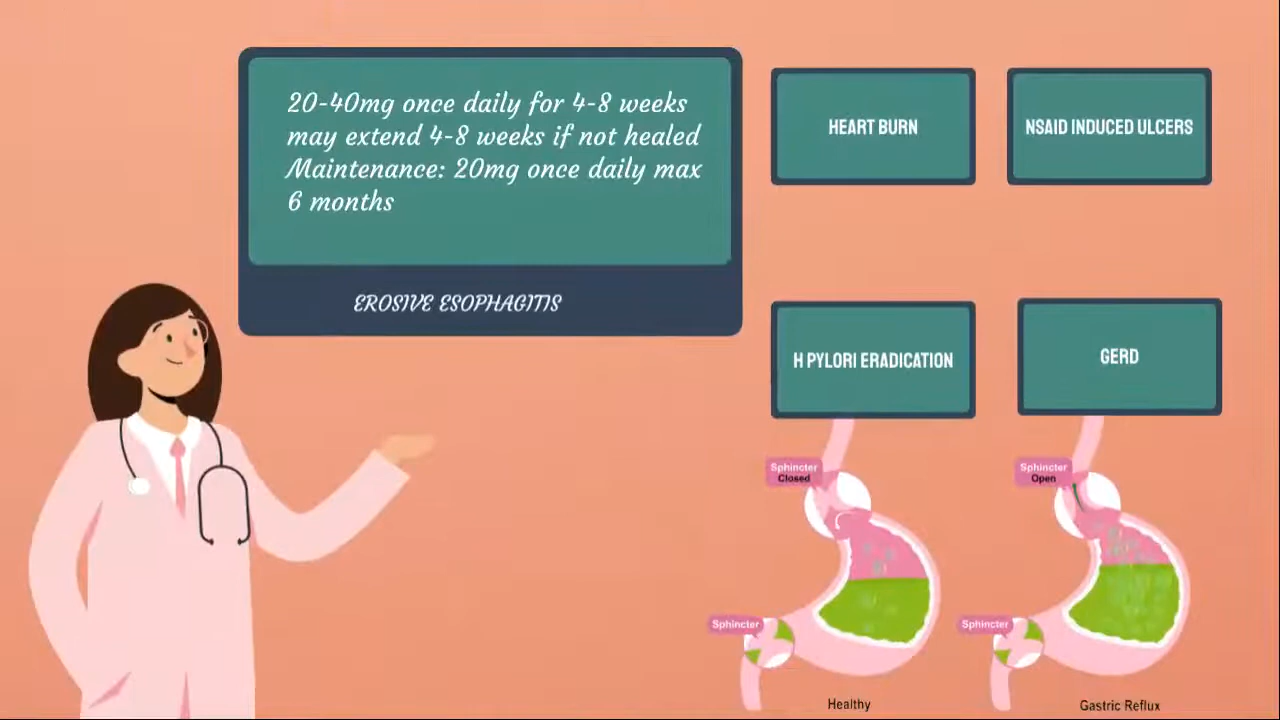 20-40mg once daily for 4-8 weeks
may extend 4-8 weeks if not healed
Maintenance: 20mg once daily max
6 months
EROSIVE ESOPHAGITIS
HEART BURN
NSAID INDUCED ULCERS
H PYLORI ERADICATION
GERD
Sphincter
Closed
Sphincter
Open
Sphincter
Sphincter
Healthy
Gastric Reflux